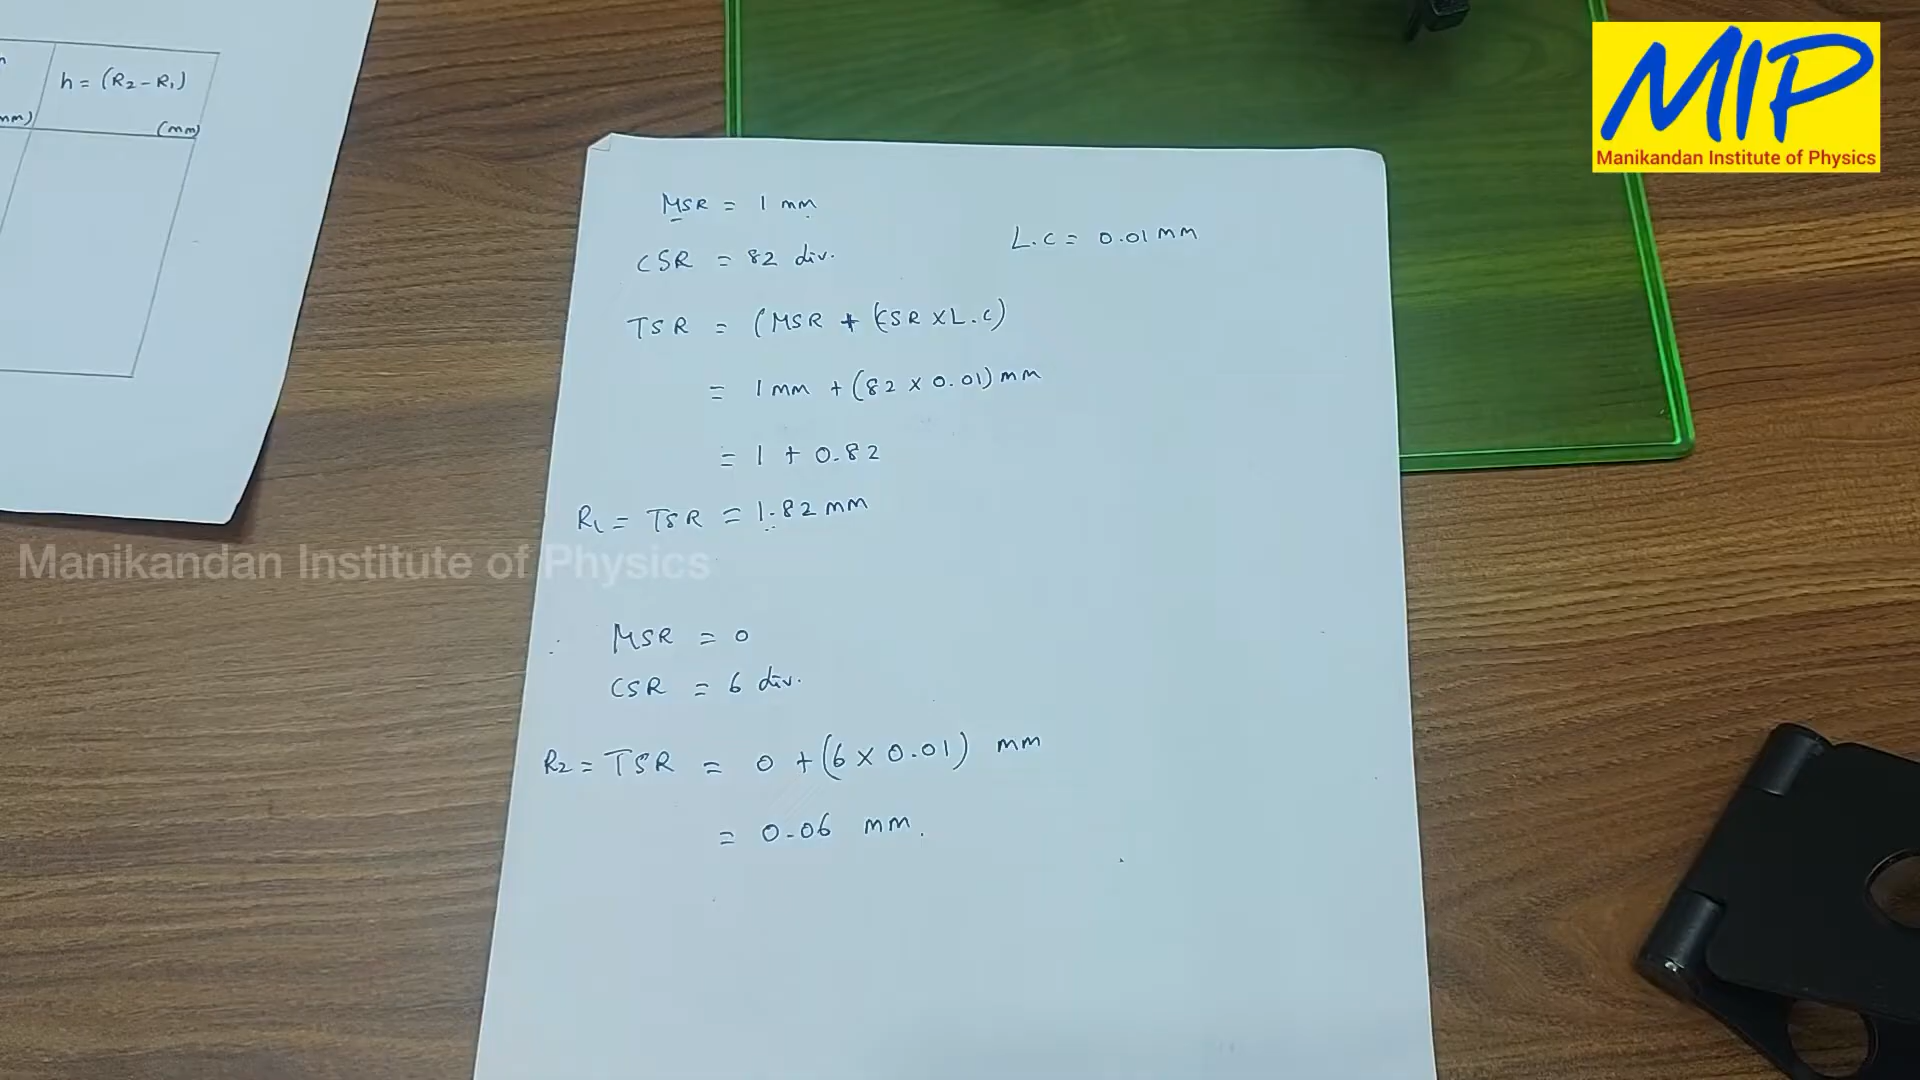 h = (R₂ - R₁)
(mm)
MIP
Manikandan Institute of Physics
MSR = 1 mm
L.C = 0.01 mm
CSR = 82 div.
TSR = (MSR + (CSR X L.C)
= 1 mm + (82 X 0.01) mm
= 1 + 0.82
R₁ = TSR = 1.82 mm
Manikandan Institute of Physics
MSR = 0
CSR = 6 div.
R₂ = TSR = 0 + (6 X 0.01) mm
= 0.06 mm.